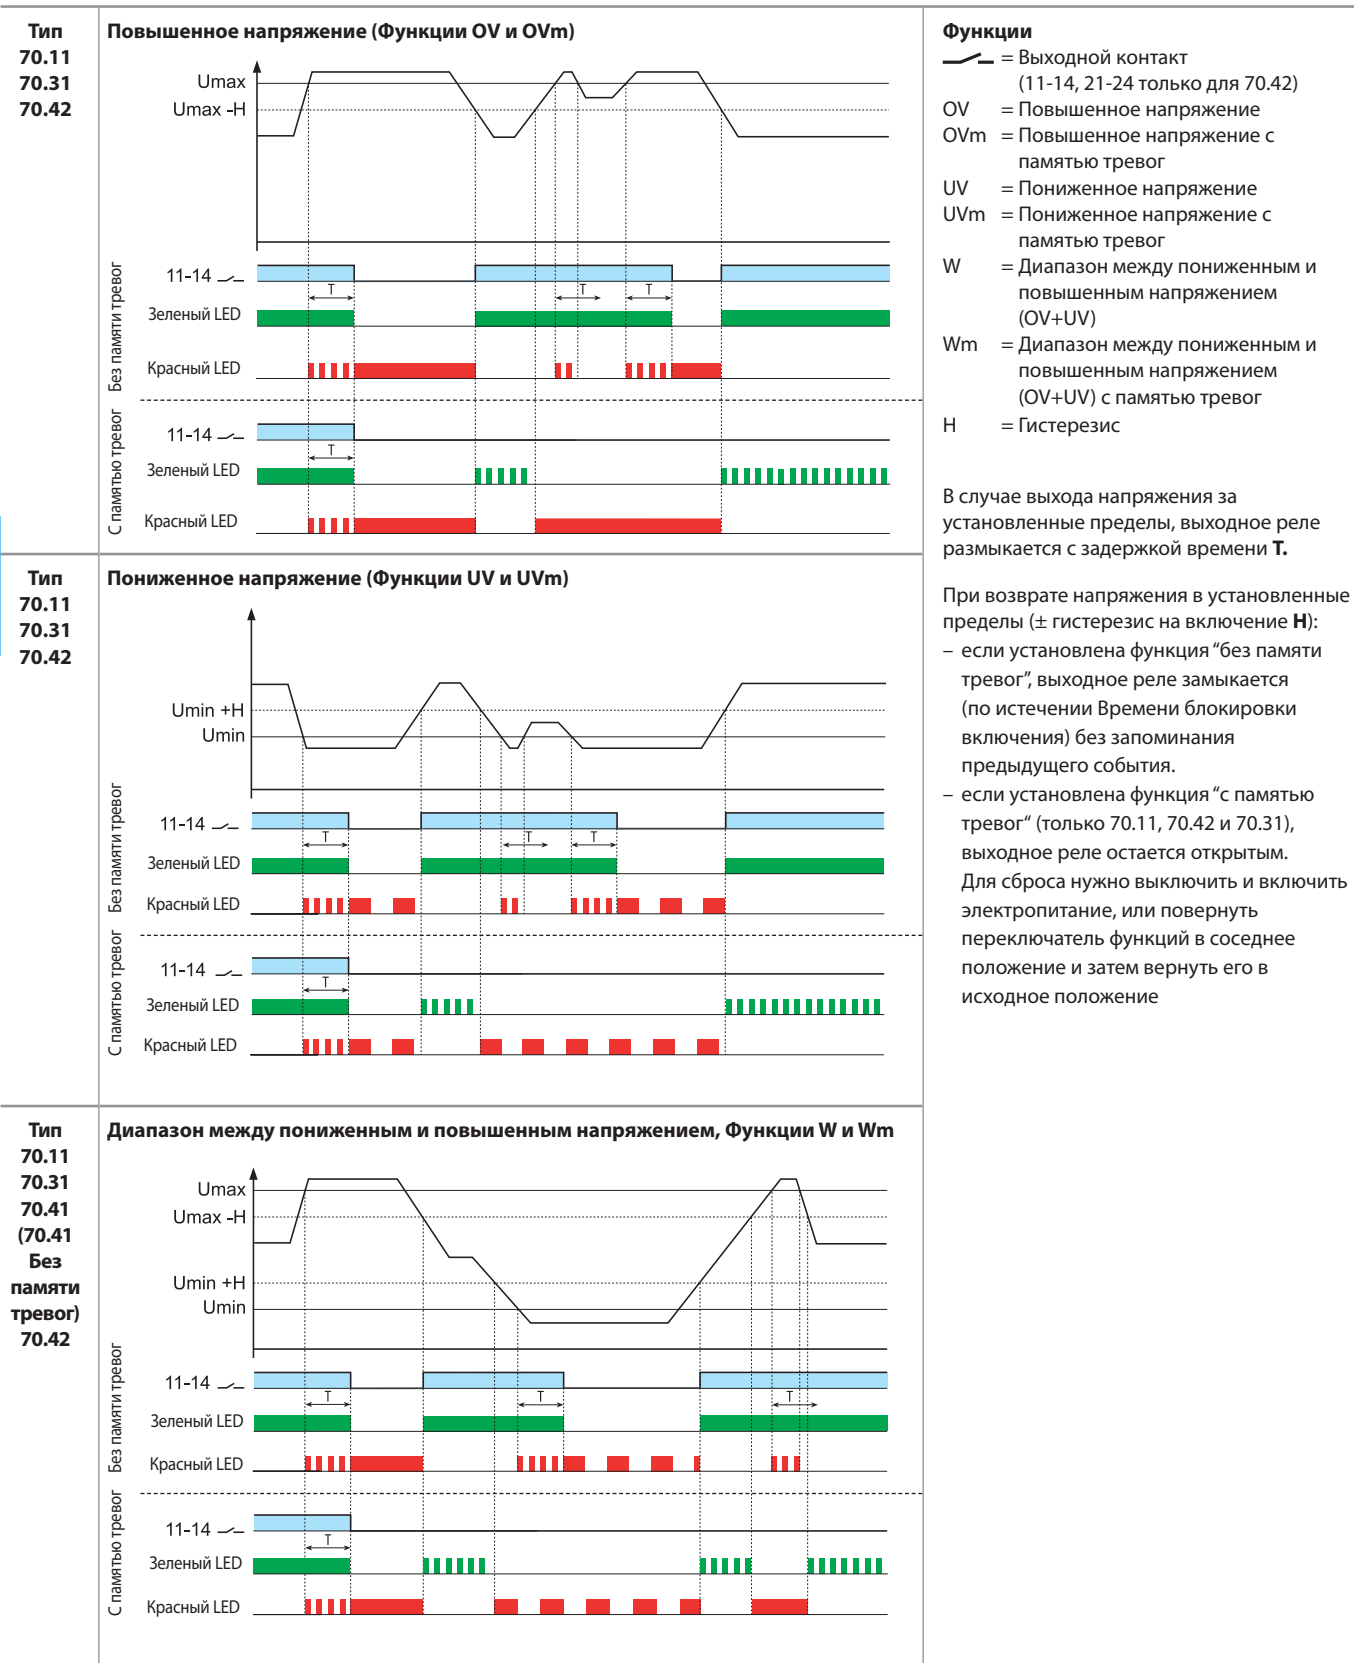 Тип
70.11
70.31
70.42
Повышенное напряжение (Функции OV и OVm)
Umax
Umax -H
Без памяти тревог
11-14
T
T
T
Зеленый LED
Красный LED
С памятью тревог
11-14
T
Зеленый LED
Красный LED
Тип
70.11
70.31
70.42
Пониженное напряжение (Функции UV и UVm)
Umin +H
Umin
Без памяти тревог
11-14
T
T
T
Зеленый LED
Красный LED
С памятью тревог
11-14
T
Зеленый LED
Красный LED
Тип
70.11
70.31
70.41
(70.41
Без
памяти
тревог)
70.42
Диапазон между пониженным и повышенным напряжением, Функции W и Wm
Umax
Umax -H
Umin +H
Umin
Без памяти тревог
11-14
T
T
T
Зеленый LED
Красный LED
С памятью тревог
11-14
T
Зеленый LED
Красный LED
Функции
= Выходной контакт
(11-14, 21-24 только для 70.42)
OV = Повышенное напряжение
OVm = Повышенное напряжение с
памятью тревог
UV = Пониженное напряжение
UVm = Пониженное напряжение с
памятью тревог
W = Диапазон между пониженным и
повышенным напряжением
(OV+UV)
Wm = Диапазон между пониженным и
повышенным напряжением
(OV+UV) с памятью тревог
H = Гистерезис
В случае выхода напряжения за
установленные пределы, выходное реле
размыкается с задержкой времени T.
При возврате напряжения в установленные
пределы (± гистерезис на включение H):
– если установлена функция “без памяти
тревог”, выходное реле замыкается
(по истечении Времени блокировки
включения) без запоминания
предыдущего события.
– если установлена функция “с памятью
тревог“ (только 70.11, 70.42 и 70.31),
выходное реле остается открытым.
Для сброса нужно выключить и включить
электропитание, или повернуть
переключатель функций в соседнее
положение и затем вернуть его в
исходное положение